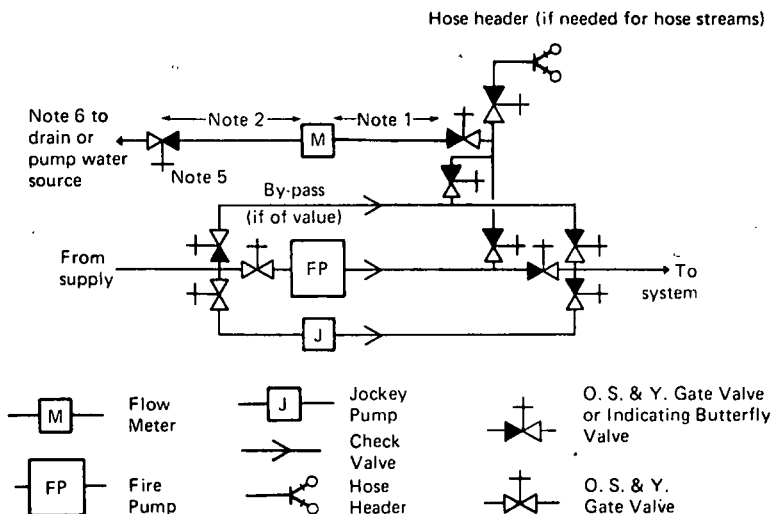 Hose header (if needed for hose streams)
Note 6 to
drain or
pump water
source
Note 2
M
Note 1
Note 5
By-pass
(if of value)
From
supply
FP
To
system
J
M
Flow
Meter
J
Jockey
Pump
Check
Valve
O. S. & Y. Gate Valve
or Indicating Butterfly
Valve
FP
Fire
Pump
Hose
Header
O. S. & Y.
Gate Valve